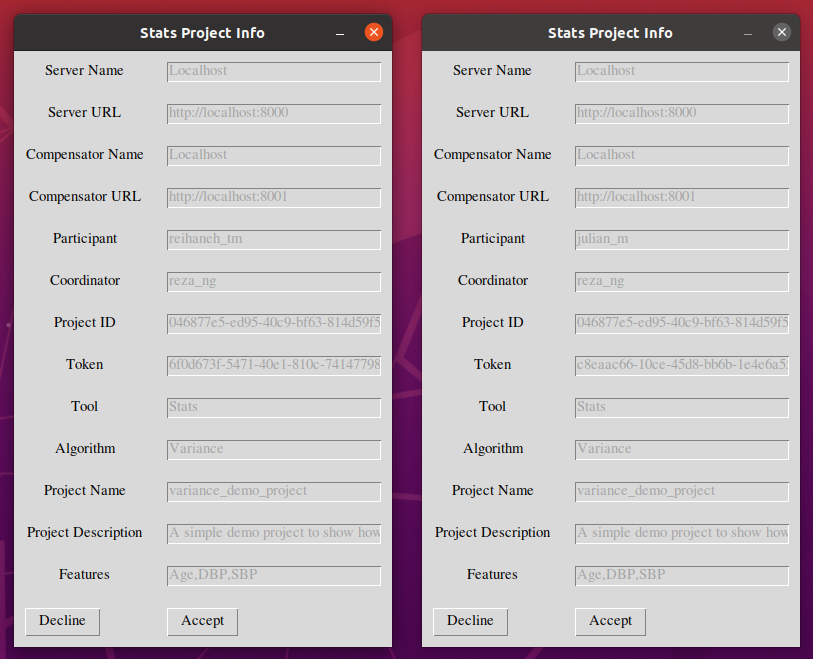 Stats Project Info
Server Name Localhost
Server URL http://localhost:8000
Compensator Name Localhost
Compensator URL http://localhost:8001
Participant reihaneh_tm
Coordinator reza_ng
Project ID 046877e5-ed95-40c9-bf63-814d59f5
Token 6f0d673f-5471-40e1-810c-74147798
Tool Stats
Algorithm Variance
Project Name variance_demo_project
Project Description A simple demo project to show how
Features Age,DBP,SBP
Decline Accept
Stats Project Info
Server Name Localhost
Server URL http://localhost:8000
Compensator Name Localhost
Compensator URL http://localhost:8001
Participant julian_m
Coordinator reza_ng
Project ID 046877e5-ed95-40c9-bf63-814d59f5
Token c8eaac66-10ce-45d8-bb6b-1e4e6a5
Tool Stats
Algorithm Variance
Project Name variance_demo_project
Project Description A simple demo project to show how
Features Age,DBP,SBP
Decline Accept